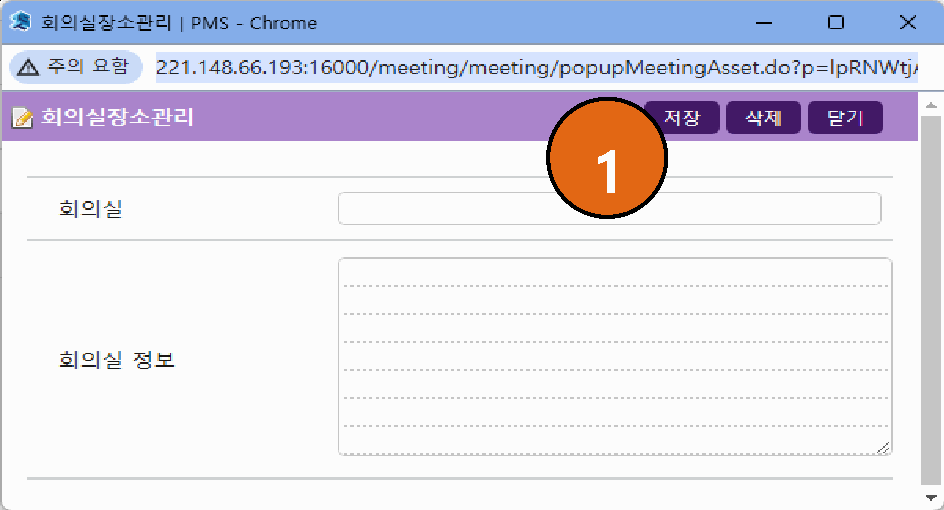 회의실장소관리 | PMS - Chrome
주의 요함 221.148.66.193:16000/meeting/meeting/popupMeetingAsset.do?p=lpRNWtj
회의실장소관리 1 저장 삭제 닫기
회의실
회의실 정보